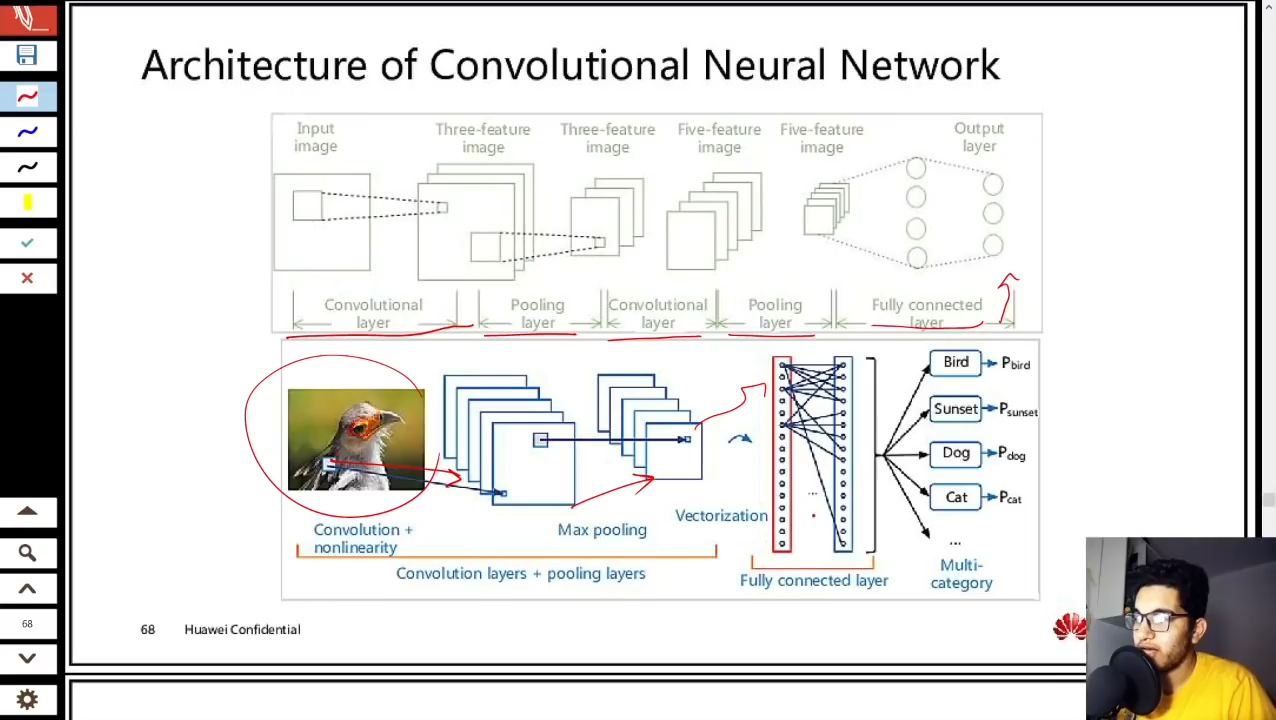 Architecture of Convolutional Neural Network
Input image
Three-feature image
Three-feature image
Five-feature image
Five-feature image
Output layer
Convolutional layer
Pooling layer
Convolutional layer
Pooling layer
Fully connected layer
Bird
Pbird
Sunset
Psunset
Dog
Pdog
Cat
Pcat
...
...
Convolution + nonlinearity
Max pooling
Vectorization
Convolution layers + pooling layers
Fully connected layer
Multi-category
68
Huawei Confidential
68